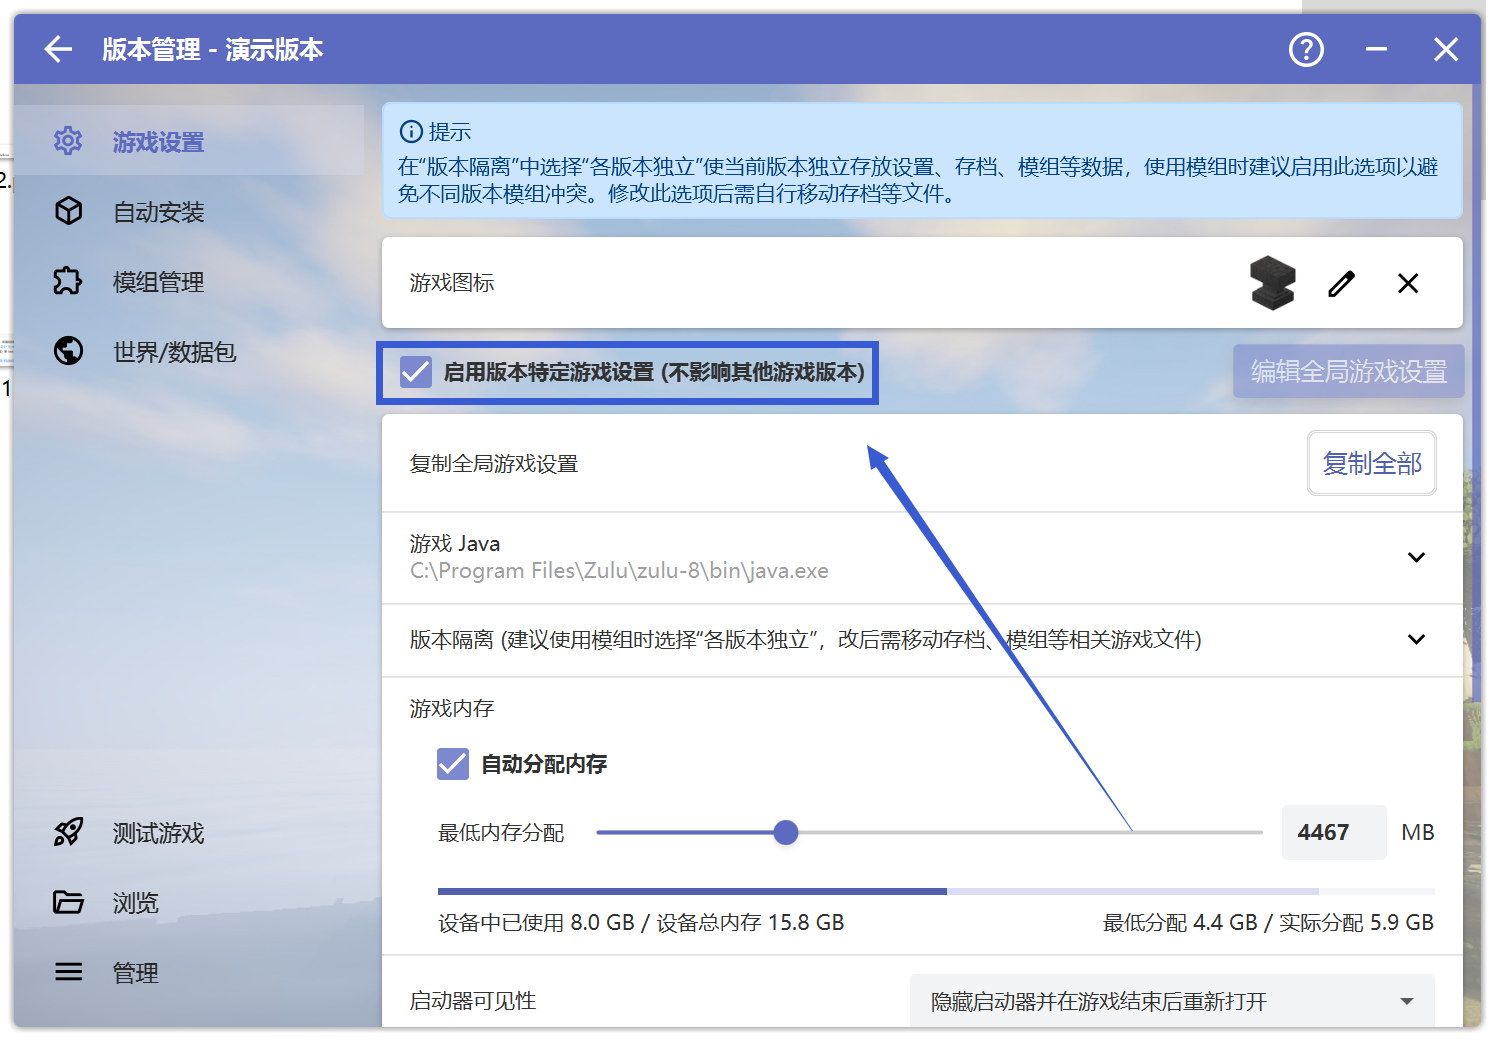 版本管理 - 演示版本
游戏设置
自动安装
模组管理
世界/数据包
测试游戏
浏览
管理
提示
在“版本隔离”中选择“各版本独立”使当前版本独立存放设置、存档、模组等数据，使用模组时建议启用此选项以避
免不同版本模组冲突。修改此选项后需自行移动存档等文件。
游戏图标
启用版本特定游戏设置 (不影响其他游戏版本)
编辑全局游戏设置
复制全局游戏设置
复制全部
游戏 Java
C:\Program Files\Zulu\zulu-8\bin\java.exe
版本隔离 (建议使用模组时选择“各版本独立”，改后需移动存档、模组等相关游戏文件)
游戏内存
自动分配内存
最低内存分配
4467 MB
设备中已使用 8.0 GB / 设备总内存 15.8 GB
最低分配 4.4 GB / 实际分配 5.9 GB
启动器可见性
隐藏启动器并在游戏结束后重新打开
2.
1